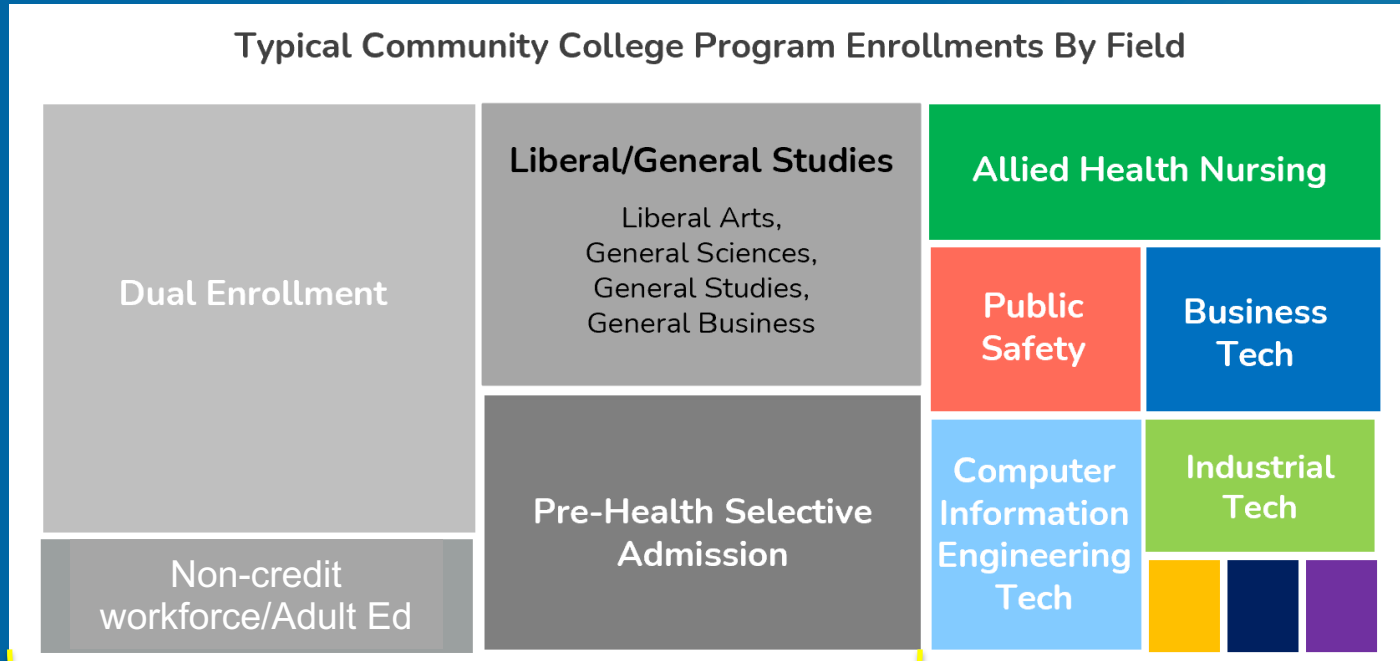 Typical Community College Program Enrollments By Field
Dual Enrollment
Non-credit
workforce/Adult Ed
Liberal/General Studies
Liberal Arts,
General Sciences,
General Studies,
General Business
Pre-Health Selective
Admission
Allied Health Nursing
Public
Safety
Business
Tech
Computer
Information
Engineering
Tech
Industrial
Tech